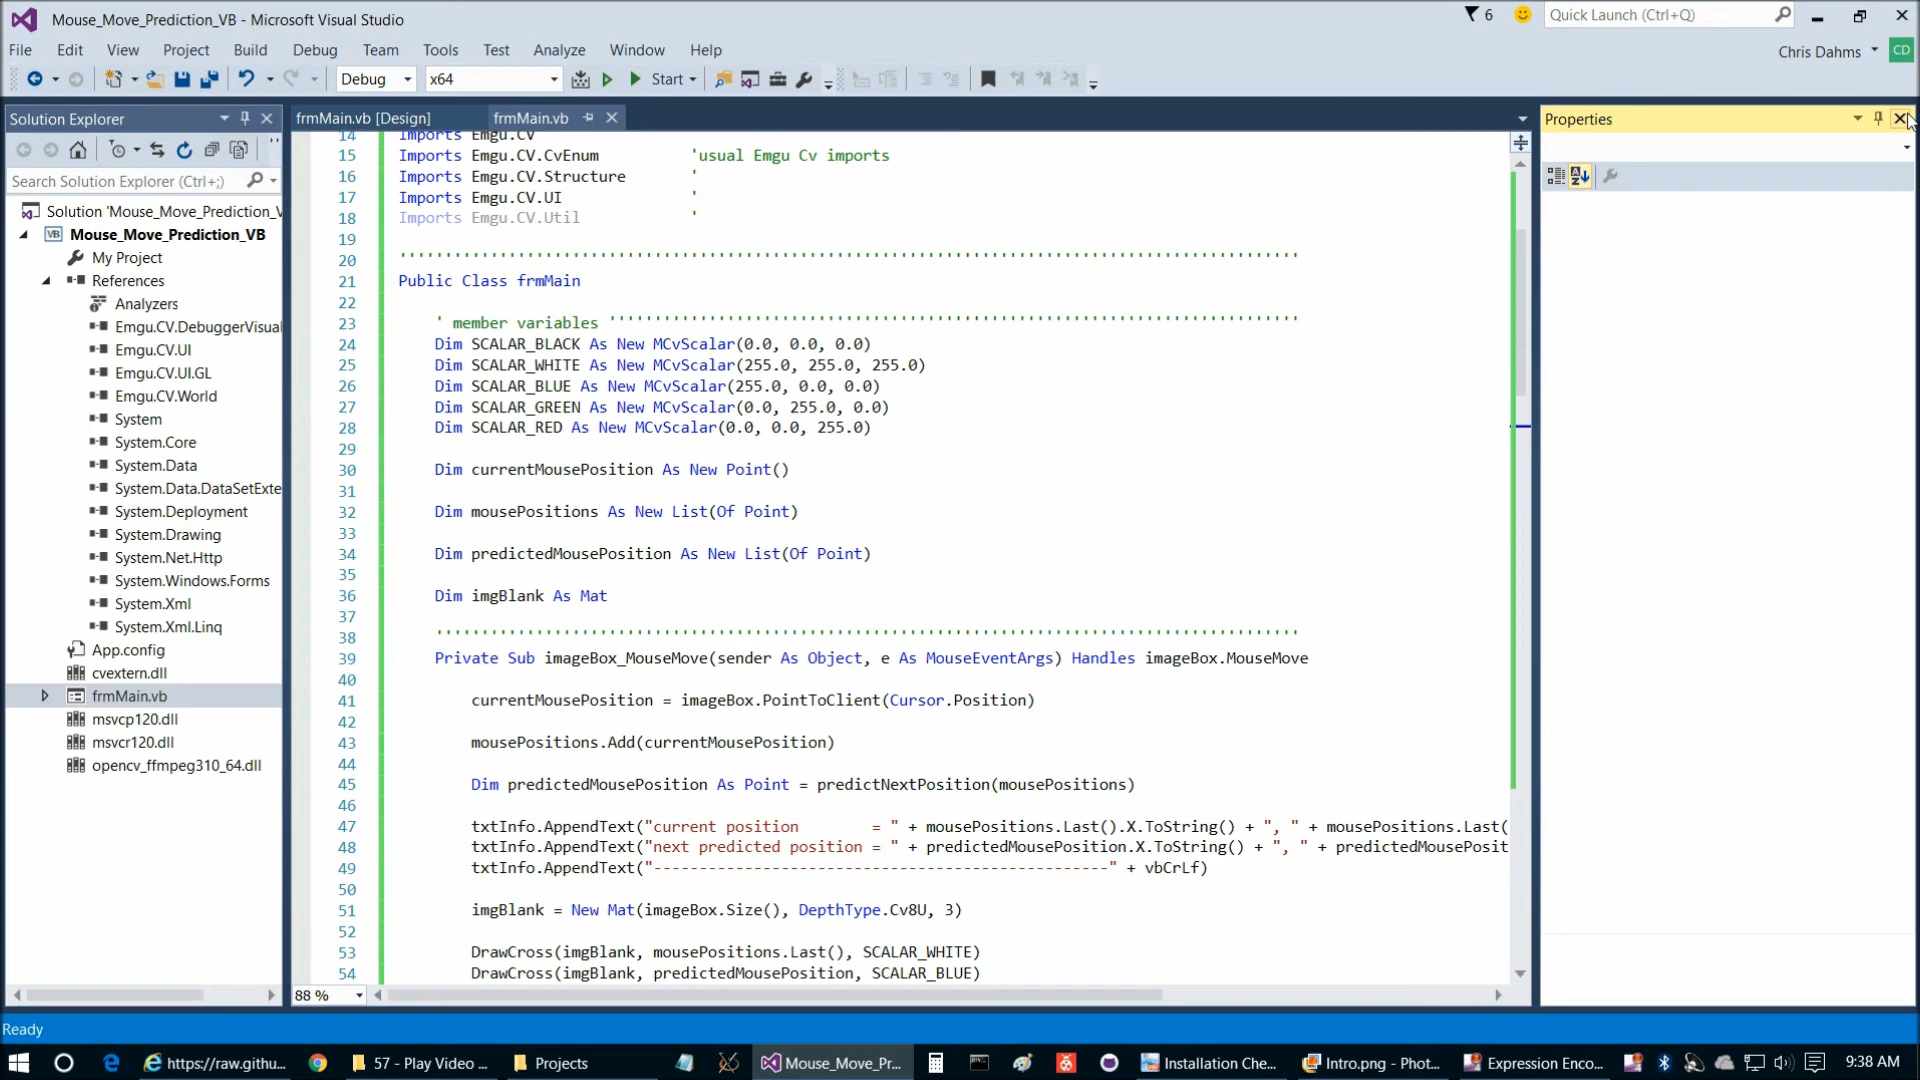 Mouse_Move_Prediction_VB - Microsoft Visual Studio
6
Quick Launch (Ctrl+Q)
File Edit View Project Build Debug Team Tools Test Analyze Window Help
Chris Dahms
CD
Debug
x64
Start
Solution Explorer
Search Solution Explorer (Ctrl+;)
Solution 'Mouse_Move_Prediction_V
VB Mouse_Move_Prediction_VB
My Project
References
Analyzers
Emgu.CV.DebuggerVisual
Emgu.CV.UI
Emgu.CV.UI.GL
Emgu.CV.World
System
System.Core
System.Data
System.Data.DataSetExte
System.Deployment
System.Drawing
System.Net.Http
System.Windows.Forms
System.Xml
System.Xml.Linq
App.config
cvextern.dll
frmMain.vb
msvcp120.dll
msvcr120.dll
opencv_ffmpeg310_64.dll
frmMain.vb [Design]
frmMain.vb
14 Imports Emgu.CV
15 Imports Emgu.CV.CvEnum 'usual Emgu Cv imports
16 Imports Emgu.CV.Structure '
17 Imports Emgu.CV.UI '
18 Imports Emgu.CV.Util '
19
20 '''''''''''''''''''''''''''''''''''''''''''''''''''''''''''''''''''''''''''''''''''''''''''''''''''
21 Public Class frmMain
22
23 ' member variables ''''''''''''''''''''''''''''''''''''''''''''''''''''''''''''''''''''''''''''
24 Dim SCALAR_BLACK As New MCvScalar(0.0, 0.0, 0.0)
25 Dim SCALAR_WHITE As New MCvScalar(255.0, 255.0, 255.0)
26 Dim SCALAR_BLUE As New MCvScalar(255.0, 0.0, 0.0)
27 Dim SCALAR_GREEN As New MCvScalar(0.0, 255.0, 0.0)
28 Dim SCALAR_RED As New MCvScalar(0.0, 0.0, 255.0)
29
30 Dim currentMousePosition As New Point()
31
32 Dim mousePositions As New List(Of Point)
33
34 Dim predictedMousePosition As New List(Of Point)
35
36 Dim imgBlank As Mat
37
38 '''''''''''''''''''''''''''''''''''''''''''''''''''''''''''''''''''''''''''''''''''''''''''''''
39 Private Sub imageBox_MouseMove(sender As Object, e As MouseEventArgs) Handles imageBox.MouseMove
40
41 currentMousePosition = imageBox.PointToClient(Cursor.Position)
42
43 mousePositions.Add(currentMousePosition)
44
45 Dim predictedMousePosition As Point = predictNextPosition(mousePositions)
46
47 txtInfo.AppendText("current position        = " + mousePositions.Last().X.ToString() + ", " + mousePositions.Last(
48 txtInfo.AppendText("next predicted position = " + predictedMousePosition.X.ToString() + ", " + predictedMousePosit
49 txtInfo.AppendText("--------------------------------------------------" + vbCrLf)
50
51 imgBlank = New Mat(imageBox.Size(), DepthType.Cv8U, 3)
52
53 DrawCross(imgBlank, mousePositions.Last(), SCALAR_WHITE)
54 DrawCross(imgBlank, predictedMousePosition, SCALAR_BLUE)
88 %
Properties
Ready
https://raw.githu...
57 - Play Video ...
Projects
Mouse_Move_Pr...
Installation Che...
Intro.png - Phot...
Expression Enco...
9:38 AM